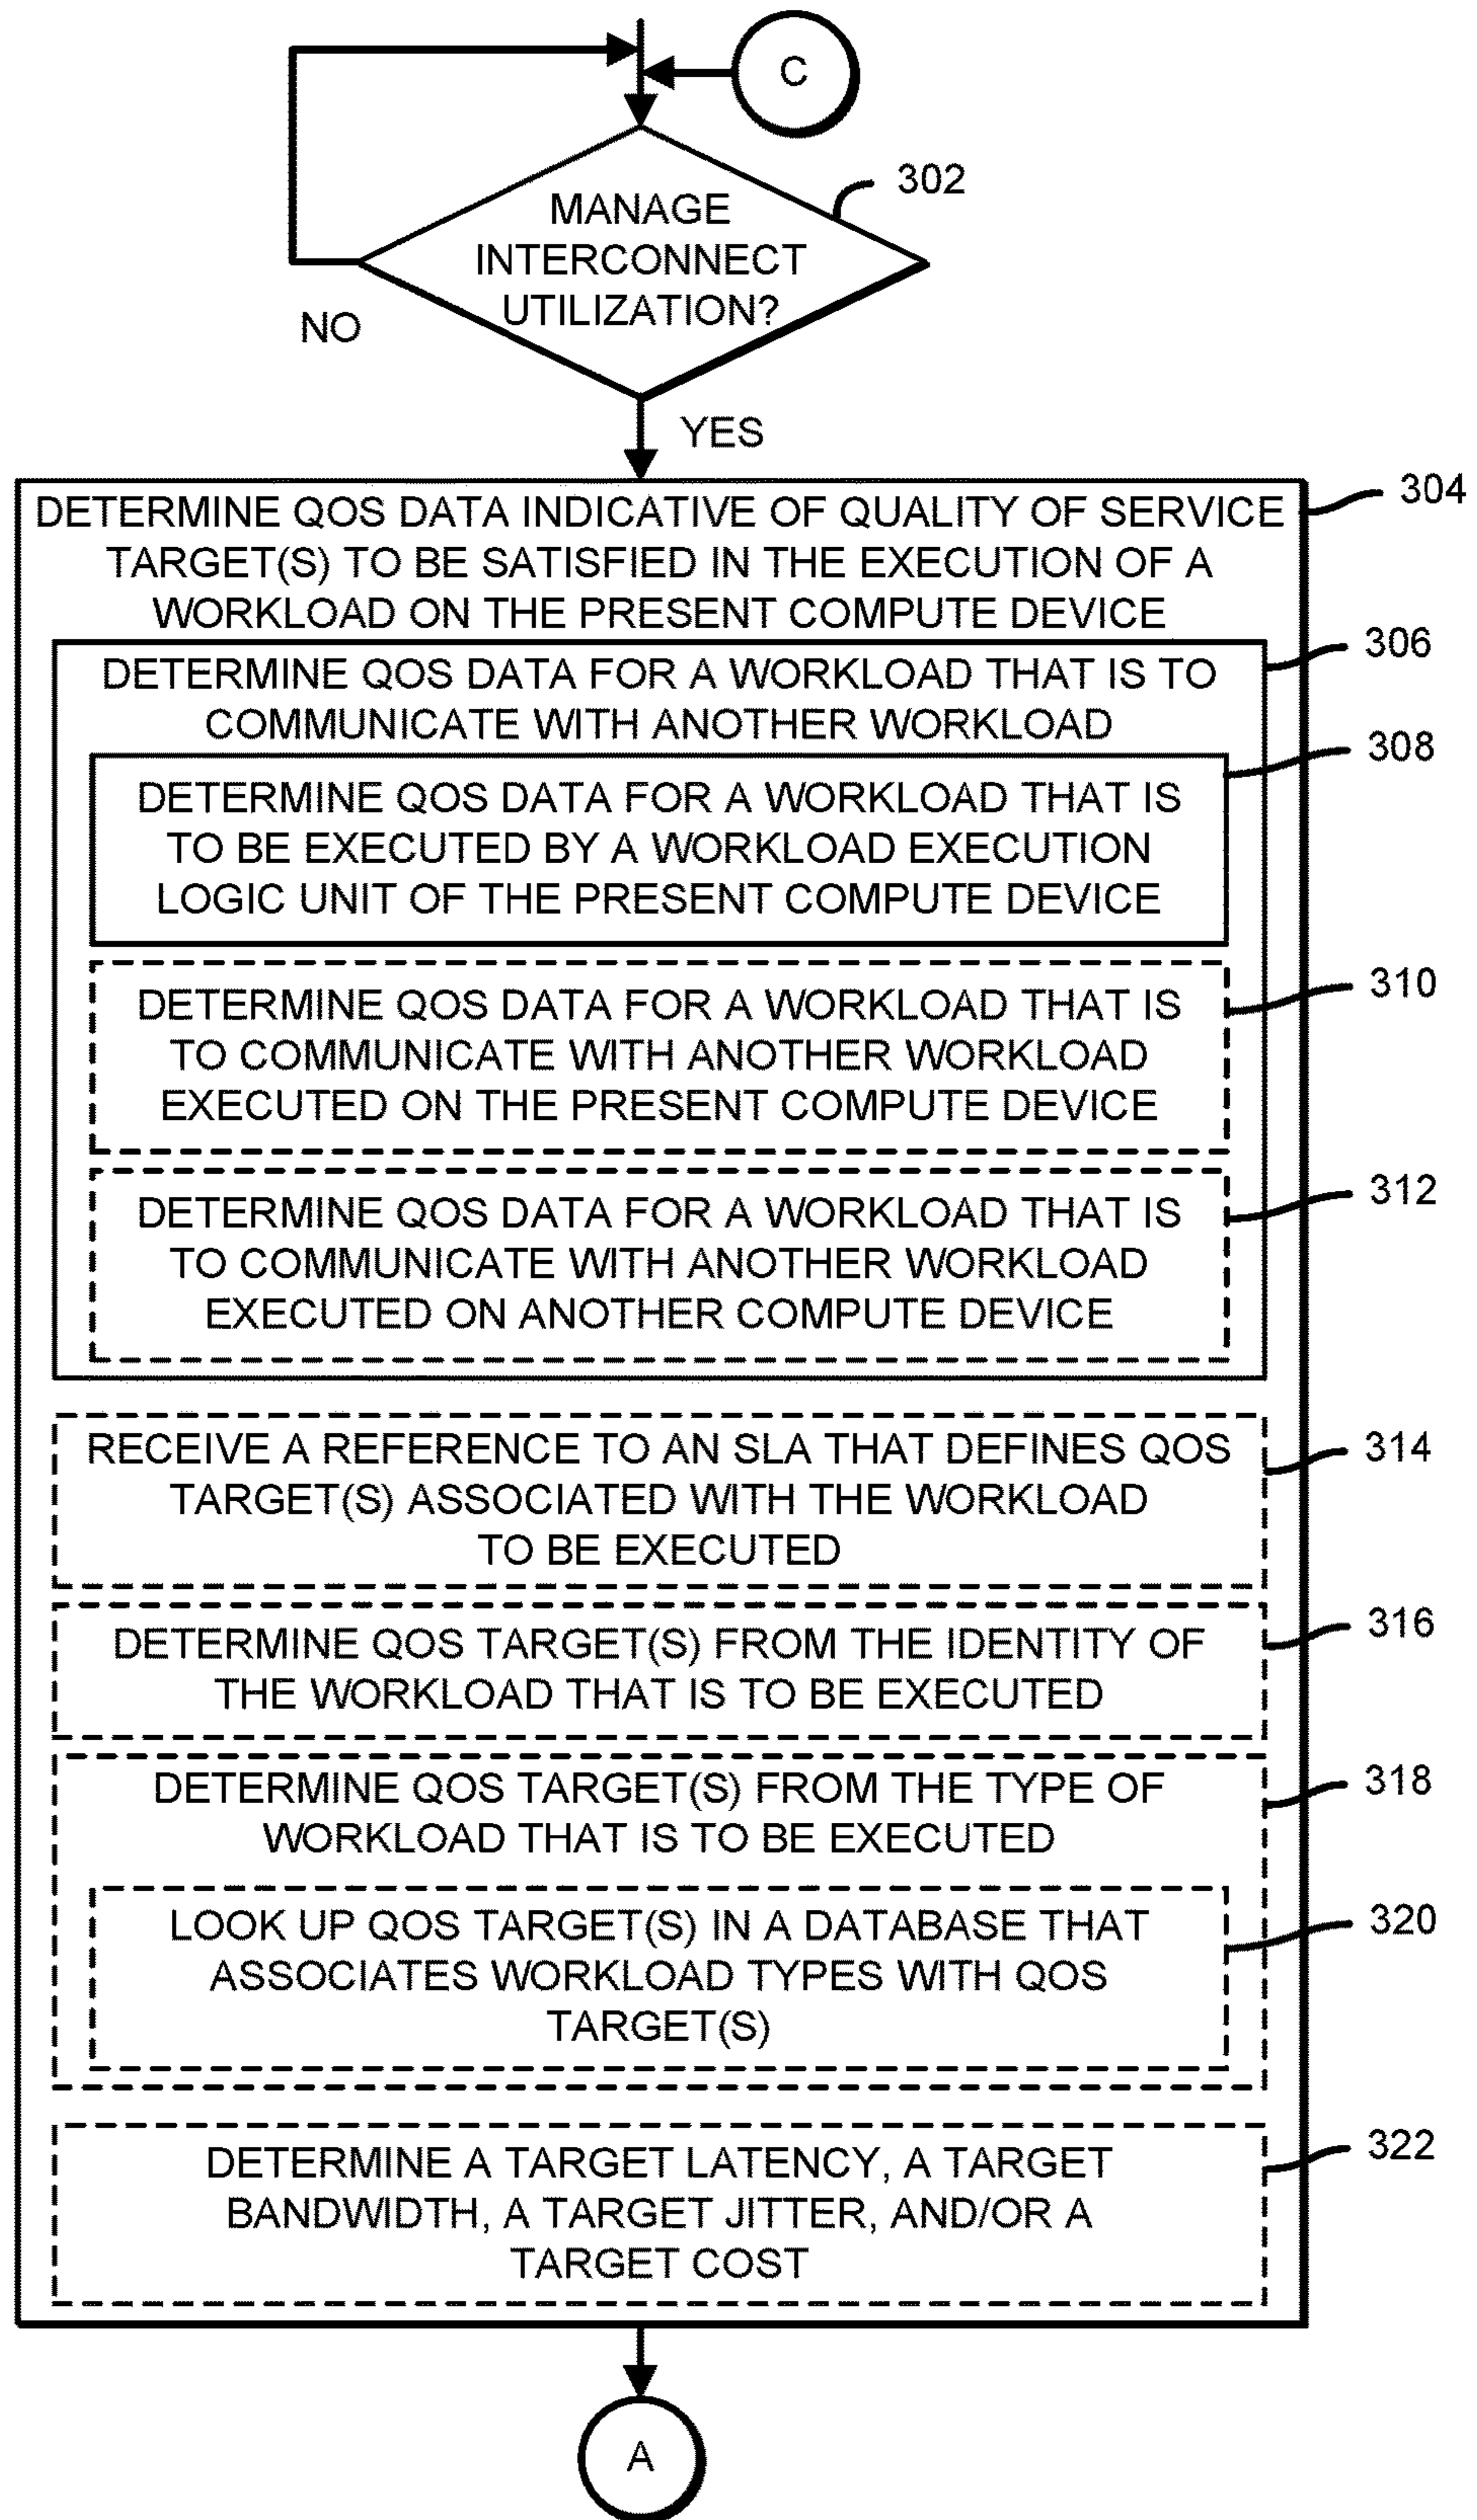 C
302
MANAGE
INTERCONNECT
UTILIZATION?
NO
YES
304
DETERMINE QOS DATA INDICATIVE OF QUALITY OF SERVICE
TARGET(S) TO BE SATISFIED IN THE EXECUTION OF A
WORKLOAD ON THE PRESENT COMPUTE DEVICE
306
DETERMINE QOS DATA FOR A WORKLOAD THAT IS TO
COMMUNICATE WITH ANOTHER WORKLOAD
308
DETERMINE QOS DATA FOR A WORKLOAD THAT IS
TO BE EXECUTED BY A WORKLOAD EXECUTION
LOGIC UNIT OF THE PRESENT COMPUTE DEVICE
310
DETERMINE QOS DATA FOR A WORKLOAD THAT IS
TO COMMUNICATE WITH ANOTHER WORKLOAD
EXECUTED ON THE PRESENT COMPUTE DEVICE
312
DETERMINE QOS DATA FOR A WORKLOAD THAT IS
TO COMMUNICATE WITH ANOTHER WORKLOAD
EXECUTED ON ANOTHER COMPUTE DEVICE
314
RECEIVE A REFERENCE TO AN SLA THAT DEFINES QOS
TARGET(S) ASSOCIATED WITH THE WORKLOAD
TO BE EXECUTED
316
DETERMINE QOS TARGET(S) FROM THE IDENTITY OF
THE WORKLOAD THAT IS TO BE EXECUTED
318
DETERMINE QOS TARGET(S) FROM THE TYPE OF
WORKLOAD THAT IS TO BE EXECUTED
320
LOOK UP QOS TARGET(S) IN A DATABASE THAT
ASSOCIATES WORKLOAD TYPES WITH QOS
TARGET(S)
322
DETERMINE A TARGET LATENCY, A TARGET
BANDWIDTH, A TARGET JITTER, AND/OR A
TARGET COST
A